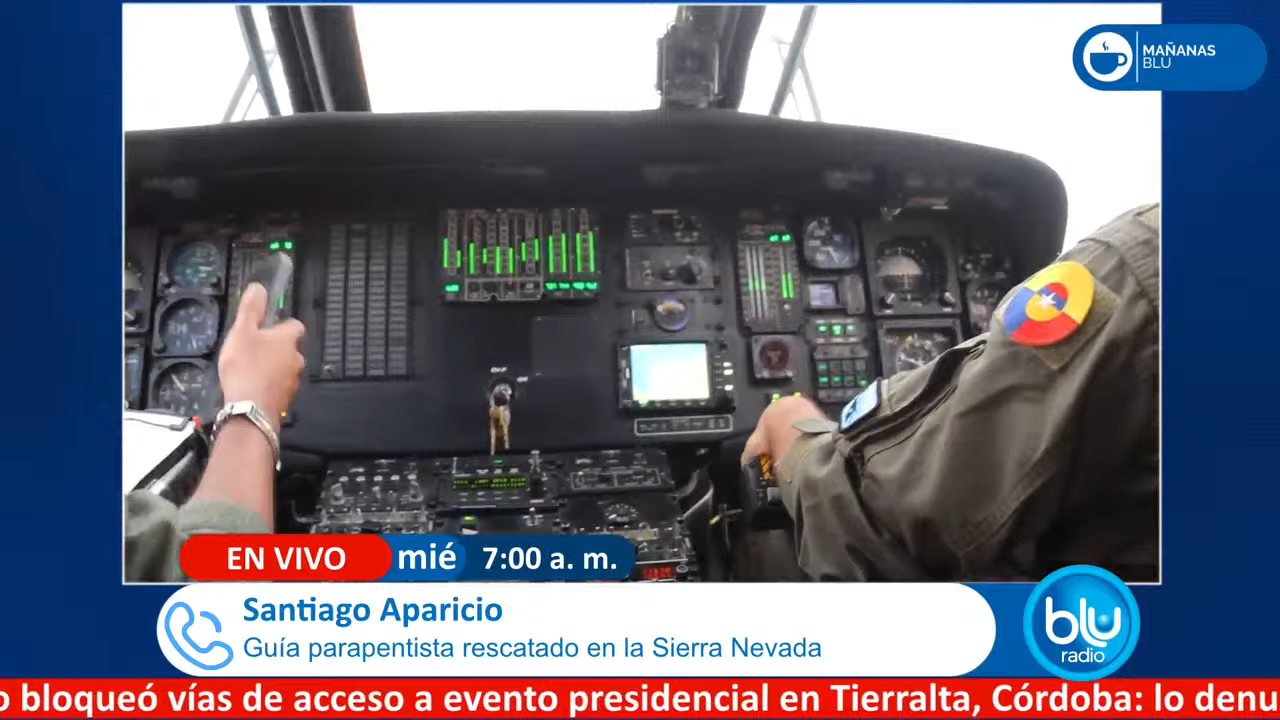 MAÑANAS
BLU
EN VIVO mié 7:00 a. m.
Santiago Aparicio
Guía parapentista rescatado en la Sierra Nevada
blu
radio
o bloqueó vías de acceso a evento presidencial en Tierralta, Córdoba: lo denu